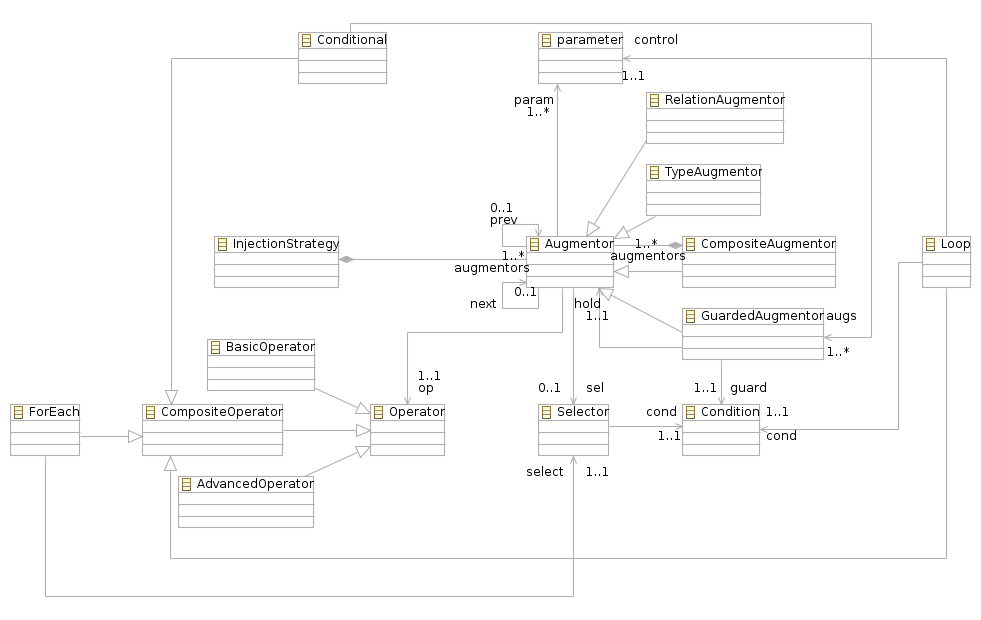 Conditional
parameter
control
1..1
param
1..*
RelationAugmentor
TypeAugmentor
0..1
prev
InjectionStrategy
Augmentor
1..*
augmentors
1..*
augmentors
CompositeAugmentor
Loop
next
0..1
hold
1..1
GuardedAugmentor
augs
1..*
BasicOperator
1..1
op
0..1
sel
1..1
guard
ForEach
CompositeOperator
Operator
Selector
cond
1..1
Condition
1..1
cond
select
1..1
AdvancedOperator